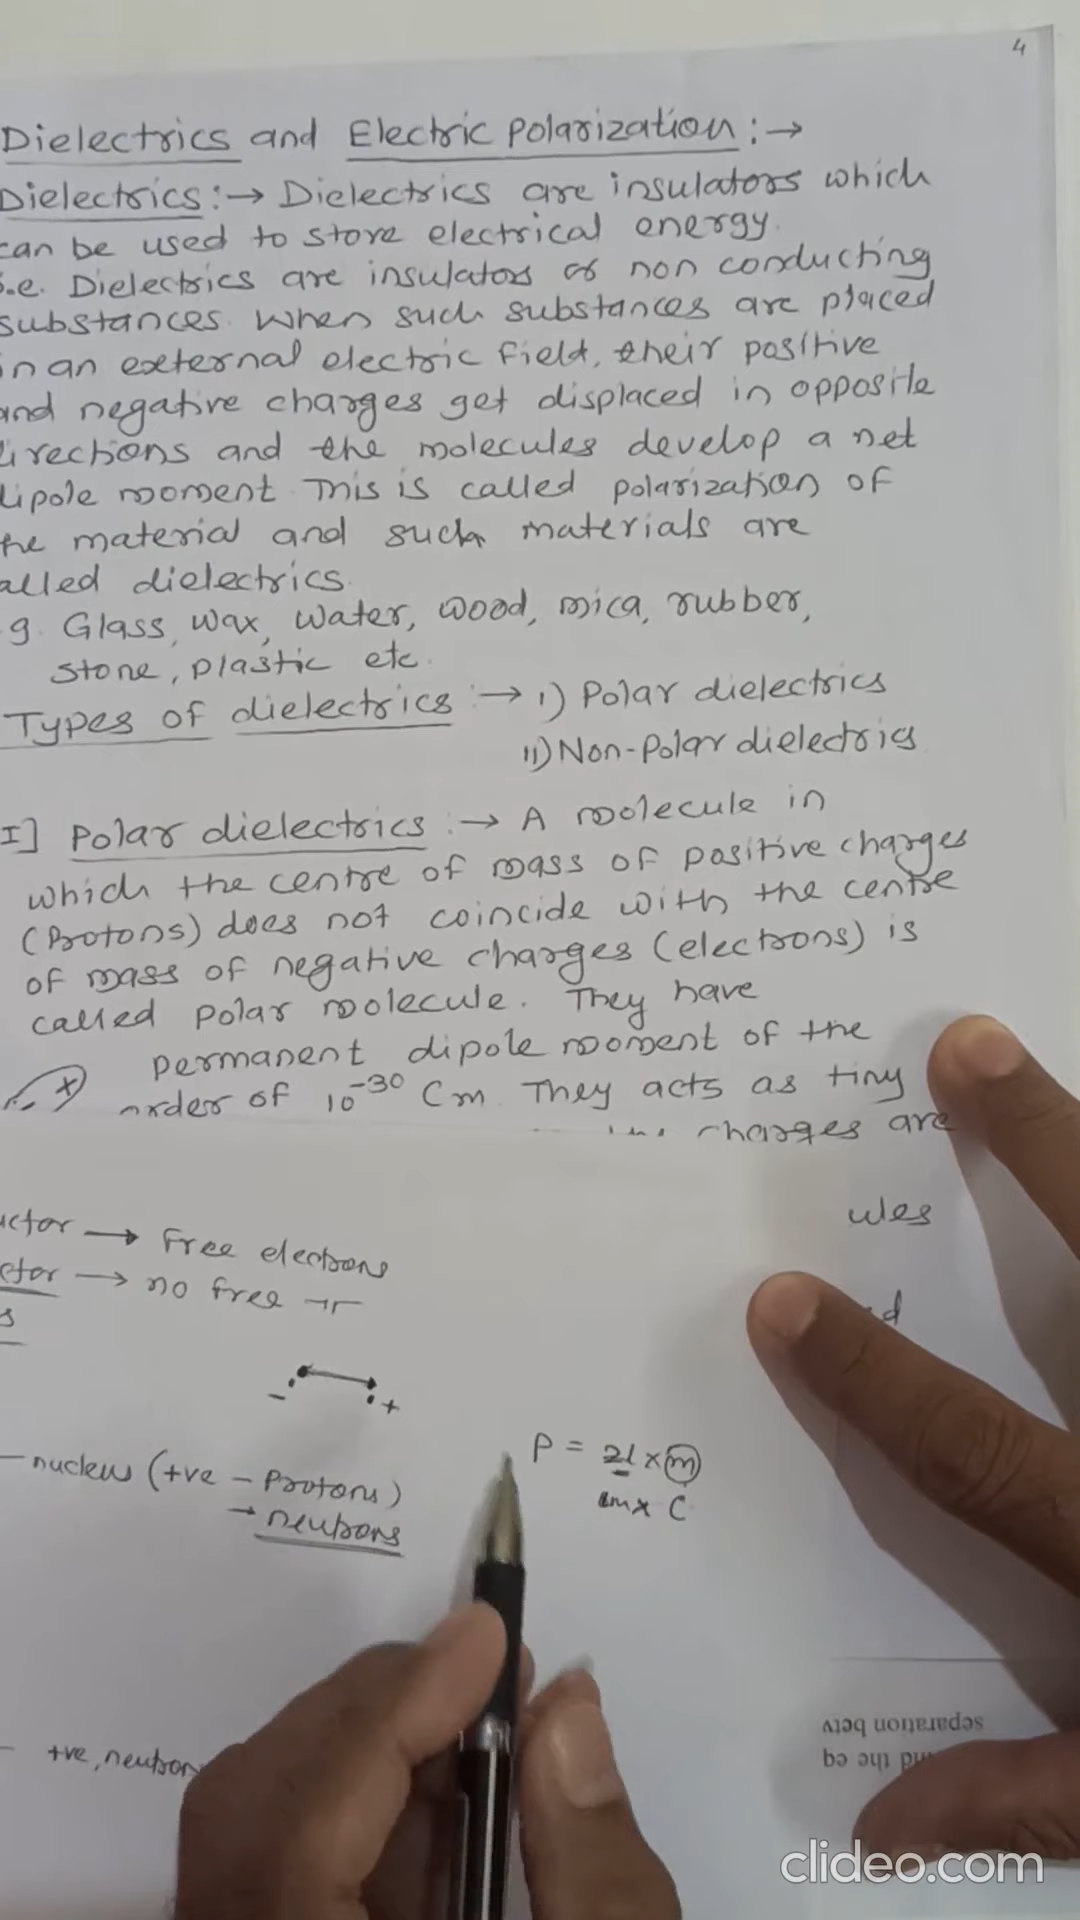 4
Dielectrics and Electric Polarization :→
Dielectrics :→ Dielectrics are insulators which
can be used to store electrical energy.
i.e. Dielectrics are insulators or non conducting
substances. When such substances are placed
in an external electric field, their positive
and negative charges get displaced in opposite
directions and the molecules develop a net
dipole moment. This is called polarization of
the material and such materials are
called dielectrics.
g. Glass, wax, water, wood, mica, rubber,
stone, plastic etc.
Types of dielectrics :→ i) Polar dielectrics
ii) Non-Polar dielectrics
I] Polar dielectrics :→ A molecule in
which the centre of mass of positive charges
(Protons) does not coincide with the centre
of mass of negative charges (electrons) is
called polar molecule. They have
permanent dipole moment of the
order of 10⁻³⁰ Cm. They acts as tiny
charges are
ules
uctor → Free electrons
ctor → no free
s
- +
– nucleus (+ve – Protons)
→ neutrons
P = 2l × m
m × C
+ve, neutron
separation betw
nd the eq
clideo.com